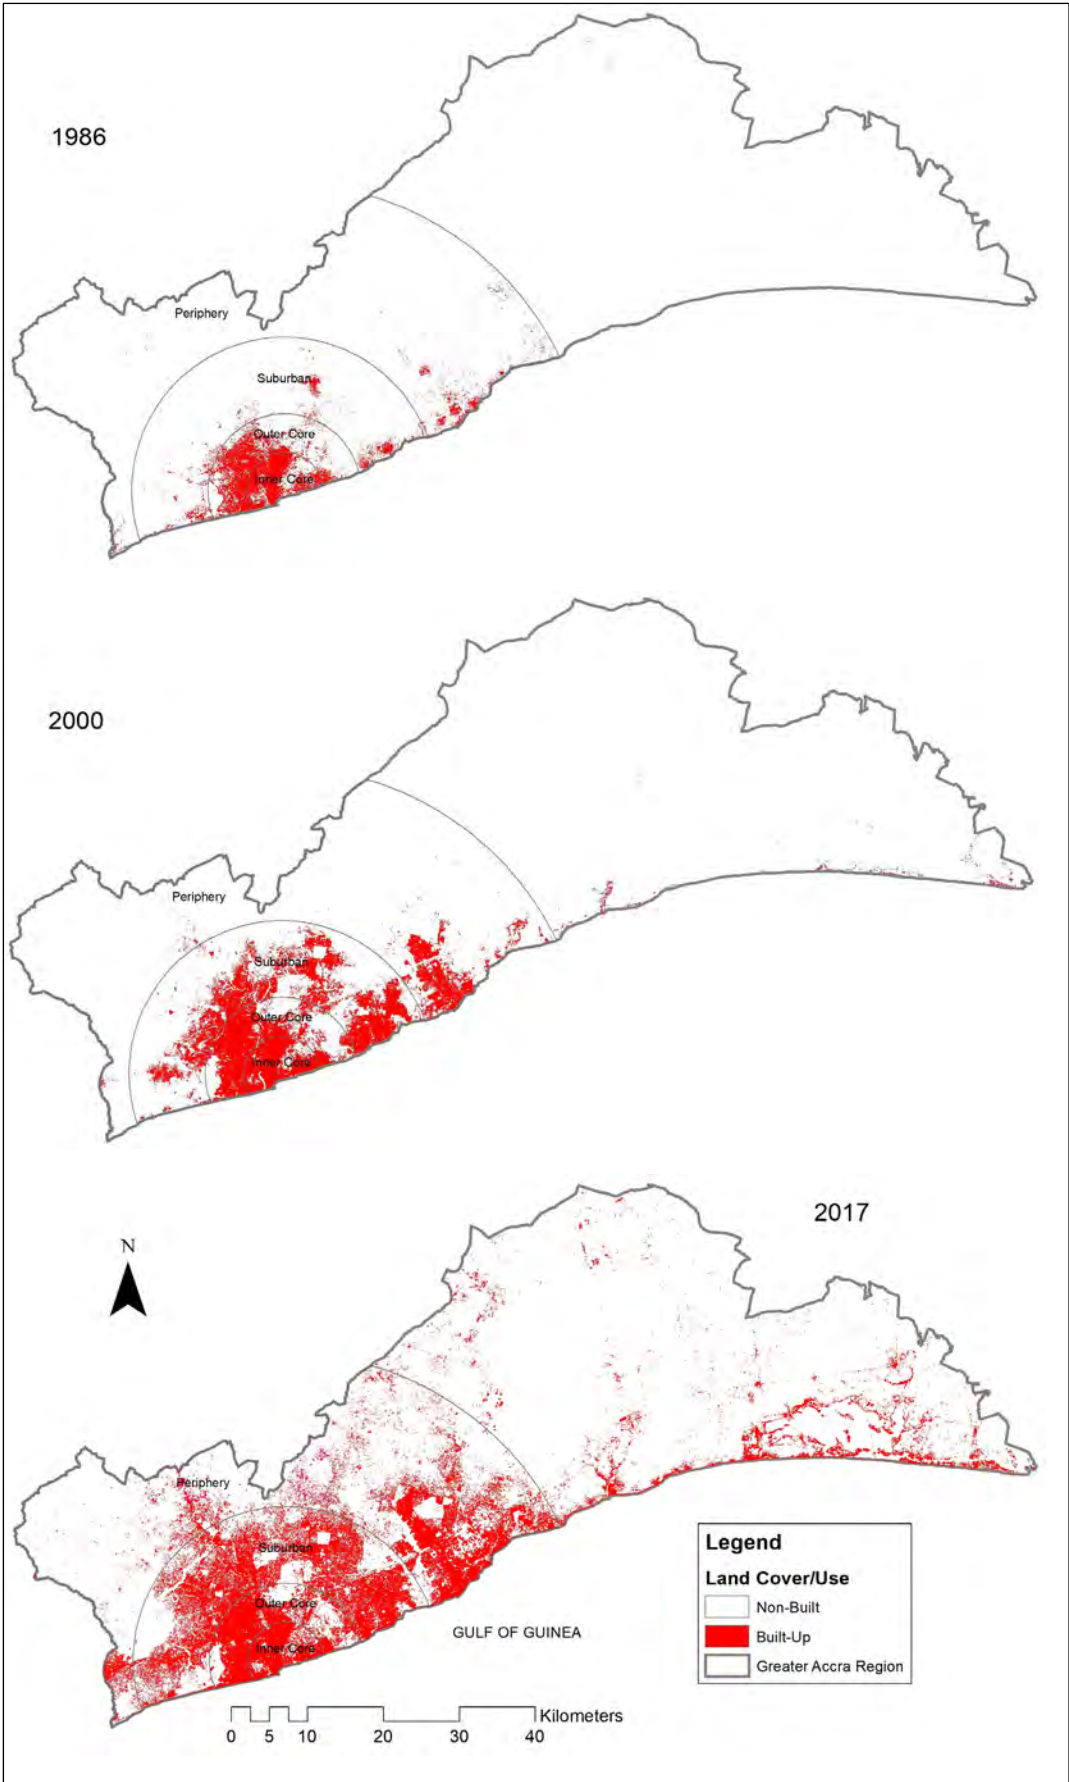 1986
Periphery
Suburban
Outer Core
Inner Core
2000
Periphery
Suburban
Outer Core
Inner Core
2017
N
Periphery
Suburban
Outer Core
Inner Core
GULF OF GUINEA
Legend
Land Cover/Use
Non-Built
Built-Up
Greater Accra Region
Kilometers
0 5 10 20 30 40